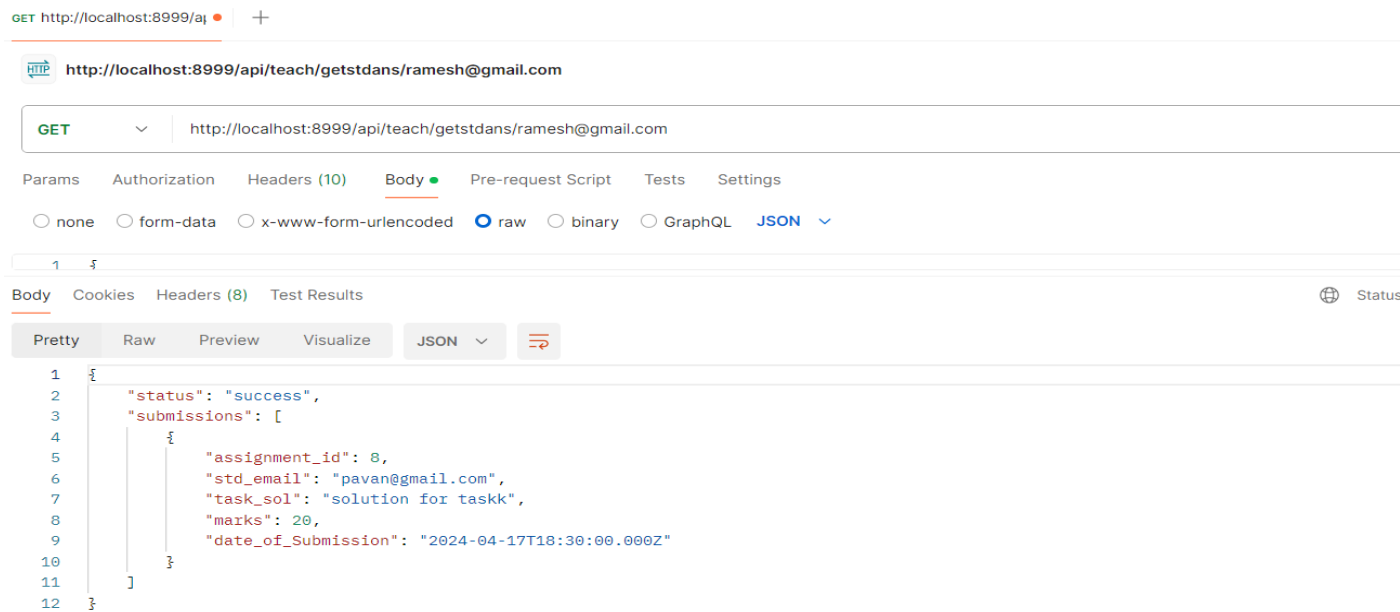 GET http://localhost:8999/ap
http://localhost:8999/api/teach/getstdans/ramesh@gmail.com
GET http://localhost:8999/api/teach/getstdans/ramesh@gmail.com
Params Authorization Headers (10) Body Pre-request Script Tests Settings
none form-data x-www-form-urlencoded raw binary GraphQL JSON
1 {
Body Cookies Headers (8) Test Results Status
Pretty Raw Preview Visualize JSON
1 {
2 "status": "success",
3 "submissions": [
4 {
5 "assignment_id": 8,
6 "std_email": "pavan@gmail.com",
7 "task_sol": "solution for taskk",
8 "marks": 20,
9 "date_of_Submission": "2024-04-17T18:30:00.000Z"
10 }
11 ]
12 }